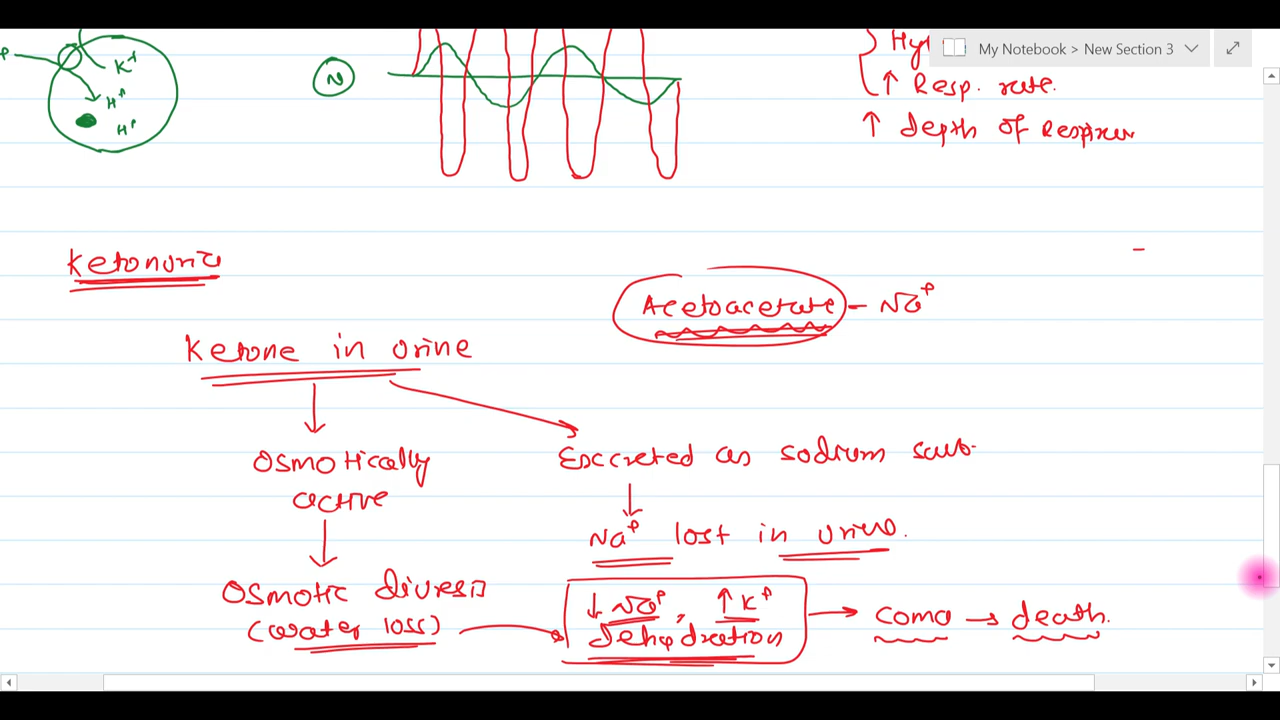 My Notebook > New Section 3
K+
H+
H+
N
↑ Resp. rate.
↑ depth of Respirer
Ketonuria
Acetoacetate - Na+
Ketone in urine
Osmotically
active
Excreted as sodium salt
Na+ lost in urine.
Osmotic diuresis
(water loss)
↓ Na+, ↑ K+
Dehydration
→ coma → death.